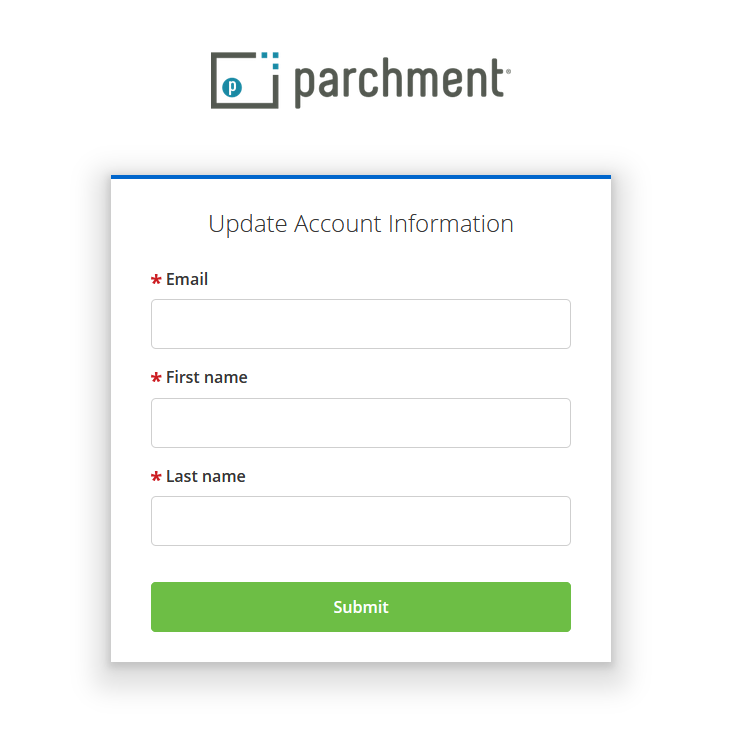 p parchment®
Update Account Information
* Email
* First name
* Last name
Submit